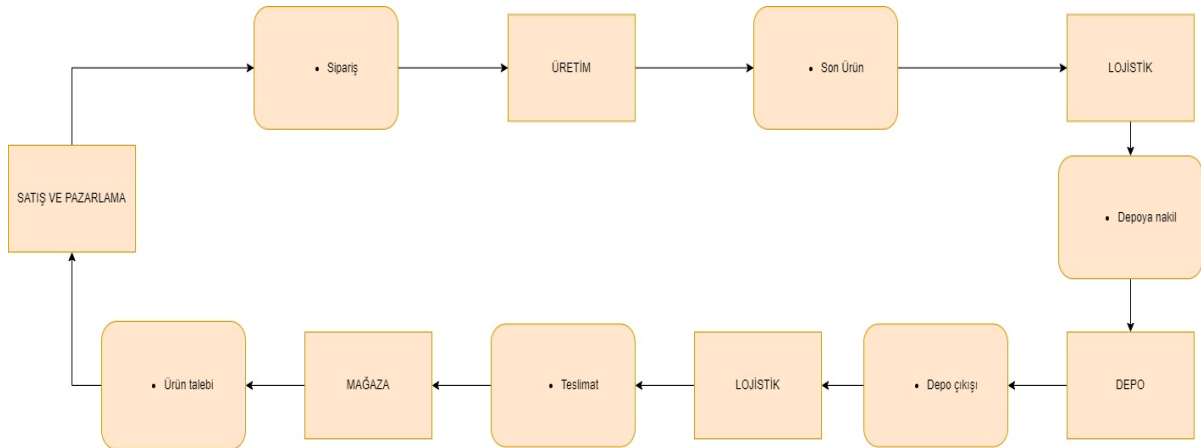 • Sipariş
ÜRETİM
• Son Ürün
LOJİSTİK
SATIŞ VE PAZARLAMA
• Depoya nakil
• Ürün talebi
MAĞAZA
• Teslimat
LOJİSTİK
• Depo çıkışı
DEPO